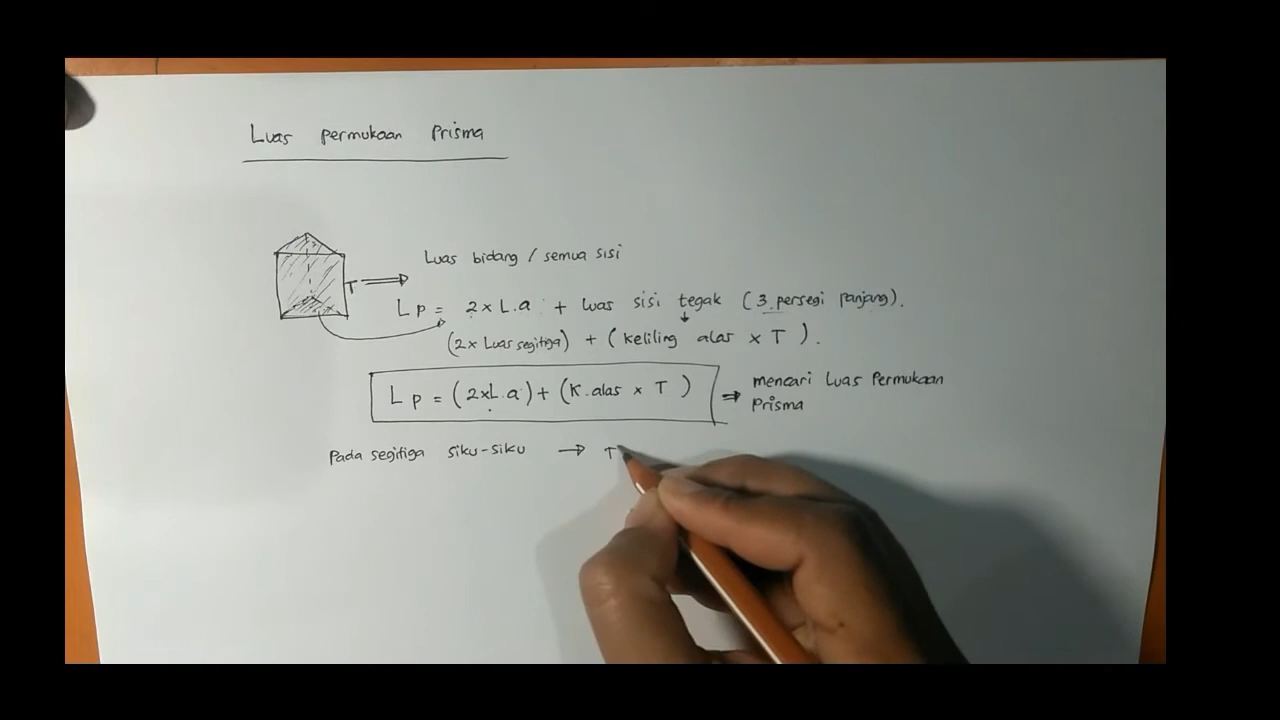 Luas permukaan Prisma
Luas bidang / semua sisi
T
Lp = 2 x L.a + luas sisi tegak (3 persegi panjang).
(2 x Luas segitiga) + (keliling alas x T).
Lp = (2xL.a) + (K.alas x T)
mencari Luas Permukaan
Prisma
Pada segitiga siku-siku → T